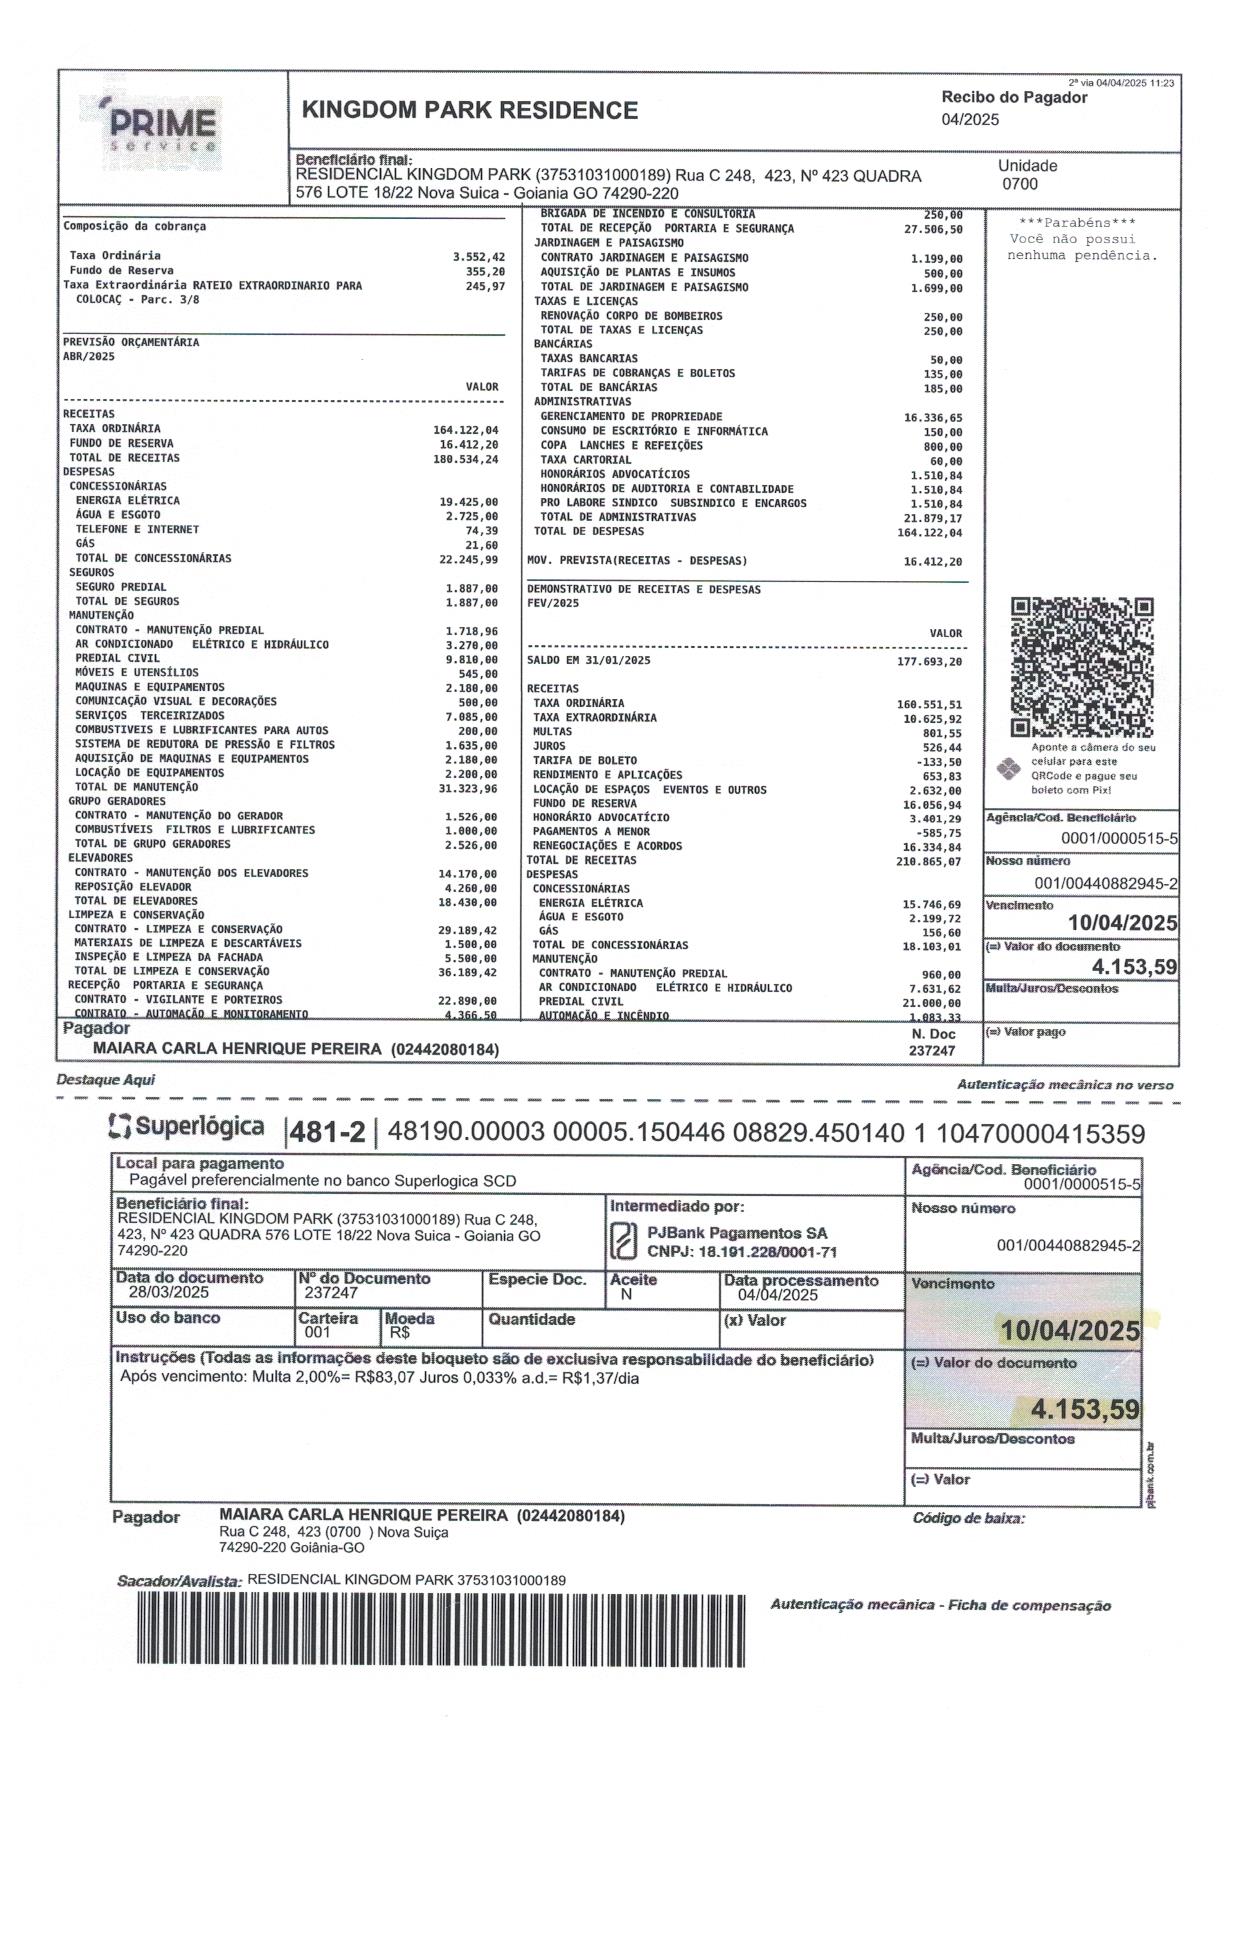 PRIME
service
KINGDOM PARK RESIDENCE
2ª via 04/04/2025 11:23
Recibo do Pagador
04/2025
Beneficiário final:
RESIDENCIAL KINGDOM PARK (37531031000189) Rua C 248, 423, Nº 423 QUADRA
576 LOTE 18/22 Nova Suica - Goiania GO 74290-220
Unidade
0700
Composição da cobrança
Taxa Ordinária 3.552,42
Fundo de Reserva 355,20
Taxa Extraordinária RATEIO EXTRAORDINARIO PARA 245,97
COLOCAÇ - Parc. 3/8
PREVISÃO ORÇAMENTÁRIA
ABR/2025
VALOR
RECEITAS
TAXA ORDINÁRIA 164.122,04
FUNDO DE RESERVA 16.412,20
TOTAL DE RECEITAS 180.534,24
DESPESAS
CONCESSIONÁRIAS
ENERGIA ELÉTRICA 19.425,00
ÁGUA E ESGOTO 2.725,00
TELEFONE E INTERNET 74,39
GÁS 21,60
TOTAL DE CONCESSIONÁRIAS 22.245,99
SEGUROS
SEGURO PREDIAL 1.887,00
TOTAL DE SEGUROS 1.887,00
MANUTENÇÃO
CONTRATO - MANUTENÇÃO PREDIAL 1.718,96
AR CONDICIONADO ELÉTRICO E HIDRÁULICO 3.270,00
PREDIAL CIVIL 9.810,00
MÓVEIS E UTENSÍLIOS 545,00
MAQUINAS E EQUIPAMENTOS 2.180,00
COMUNICAÇÃO VISUAL E DECORAÇÕES 500,00
SERVIÇOS TERCEIRIZADOS 7.085,00
COMBUSTIVEIS E LUBRIFICANTES PARA AUTOS 200,00
SISTEMA DE REDUTORA DE PRESSÃO E FILTROS 1.635,00
AQUISIÇÃO DE MAQUINAS E EQUIPAMENTOS 2.180,00
LOCAÇÃO DE EQUIPAMENTOS 2.200,00
TOTAL DE MANUTENÇÃO 31.323,96
GRUPO GERADORES
CONTRATO - MANUTENÇÃO DO GERADOR 1.526,00
COMBUSTÍVEIS FILTROS E LUBRIFICANTES 1.000,00
TOTAL DE GRUPO GERADORES 2.526,00
ELEVADORES
CONTRATO - MANUTENÇÃO DOS ELEVADORES 14.170,00
REPOSIÇÃO ELEVADOR 4.260,00
TOTAL DE ELEVADORES 18.430,00
LIMPEZA E CONSERVAÇÃO
CONTRATO - LIMPEZA E CONSERVAÇÃO 29.189,42
MATERIAIS DE LIMPEZA E DESCARTÁVEIS 1.500,00
INSPEÇÃO E LIMPEZA DA FACHADA 5.500,00
TOTAL DE LIMPEZA E CONSERVAÇÃO 36.189,42
RECEPÇÃO PORTARIA E SEGURANÇA
CONTRATO - VIGILANTE E PORTEIROS 22.890,00
CONTRATO - AUTOMAÇÃO E MONITORAMENTO 4.366,50
BRIGADA DE INCENDIO E CONSULTORIA 250,00
TOTAL DE RECEPÇÃO PORTARIA E SEGURANÇA 27.506,50
JARDINAGEM E PAISAGISMO
CONTRATO JARDINAGEM E PAISAGISMO 1.199,00
AQUISIÇÃO DE PLANTAS E INSUMOS 500,00
TOTAL DE JARDINAGEM E PAISAGISMO 1.699,00
TAXAS E LICENÇAS
RENOVAÇÃO CORPO DE BOMBEIROS 250,00
TOTAL DE TAXAS E LICENÇAS 250,00
BANCÁRIAS
TAXAS BANCARIAS 50,00
TARIFAS DE COBRANÇAS E BOLETOS 135,00
TOTAL DE BANCÁRIAS 185,00
ADMINISTRATIVAS
GERENCIAMENTO DE PROPRIEDADE 16.336,65
CONSUMO DE ESCRITÓRIO E INFORMÁTICA 150,00
COPA LANCHES E REFEIÇÕES 800,00
TAXA CARTORIAL 60,00
HONORÁRIOS ADVOCATÍCIOS 1.510,84
HONORÁRIOS DE AUDITORIA E CONTABILIDADE 1.510,84
PRO LABORE SINDICO SUBSINDICO E ENCARGOS 1.510,84
TOTAL DE ADMINISTRATIVAS 21.879,17
TOTAL DE DESPESAS 164.122,04
MOV. PREVISTA(RECEITAS - DESPESAS) 16.412,20
DEMONSTRATIVO DE RECEITAS E DESPESAS
FEV/2025
VALOR
SALDO EM 31/01/2025 177.693,20
RECEITAS
TAXA ORDINÁRIA 160.551,51
TAXA EXTRAORDINÁRIA 10.625,92
MULTAS 801,55
JUROS 526,44
TARIFA DE BOLETO -133,50
RENDIMENTO E APLICAÇÕES 653,83
LOCAÇÃO DE ESPAÇOS EVENTOS E OUTROS 2.632,00
FUNDO DE RESERVA 16.056,94
HONORÁRIO ADVOCATÍCIO 3.401,29
PAGAMENTOS A MENOR -585,75
RENEGOCIAÇÕES E ACORDOS 16.334,84
TOTAL DE RECEITAS 210.865,07
DESPESAS
CONCESSIONÁRIAS
ENERGIA ELÉTRICA 15.746,69
ÁGUA E ESGOTO 2.199,72
GÁS 156,60
TOTAL DE CONCESSIONÁRIAS 18.103,01
MANUTENÇÃO
CONTRATO - MANUTENÇÃO PREDIAL 960,00
AR CONDICIONADO ELÉTRICO E HIDRÁULICO 7.631,62
PREDIAL CIVIL 21.000,00
AUTOMAÇÃO E INCÊNDIO 1.083,33
***Parabéns***
Você não possui
nenhuma pendência.
Aponte a câmera do seu
celular para este
QRCode e pague seu
boleto com Pix!
Agência/Cod. Beneficiário
0001/0000515-5
Nosso número
001/00440882945-2
Vencimento
10/04/2025
(=) Valor do documento
4.153,59
Multa/Juros/Descontos
(=) Valor pago
Pagador
MAIARA CARLA HENRIQUE PEREIRA (02442080184)
N. Doc
237247
Destaque Aqui
Autenticação mecânica no verso
Superlógica |481-2| 48190.00003 00005.150446 08829.450140 1 10470000415359
Local para pagamento
Pagável preferencialmente no banco Superlogica SCD
Agência/Cod. Beneficiário
0001/0000515-5
Beneficiário final:
RESIDENCIAL KINGDOM PARK (37531031000189) Rua C 248,
423, Nº 423 QUADRA 576 LOTE 18/22 Nova Suica - Goiania GO
74290-220
Intermediado por:
PJBank Pagamentos SA
CNPJ: 18.191.228/0001-71
Nosso número
001/00440882945-2
Data do documento
28/03/2025
Nº do Documento
237247
Especie Doc.
Aceite
N
Data processamento
04/04/2025
Vencimento
10/04/2025
Uso do banco
Carteira
001
Moeda
R$
Quantidade
(x) Valor
Instruções (Todas as informações deste bloqueto são de exclusiva responsabilidade do beneficiário)
Após vencimento: Multa 2,00%= R$83,07 Juros 0,033% a.d.= R$1,37/dia
(=) Valor do documento
4.153,59
Multa/Juros/Descontos
(=) Valor
pjbank.com.br
Pagador
MAIARA CARLA HENRIQUE PEREIRA (02442080184)
Rua C 248, 423 (0700 ) Nova Suiça
74290-220 Goiânia-GO
Código de baixa:
Sacador/Avalista: RESIDENCIAL KINGDOM PARK 37531031000189
Autenticação mecânica - Ficha de compensação